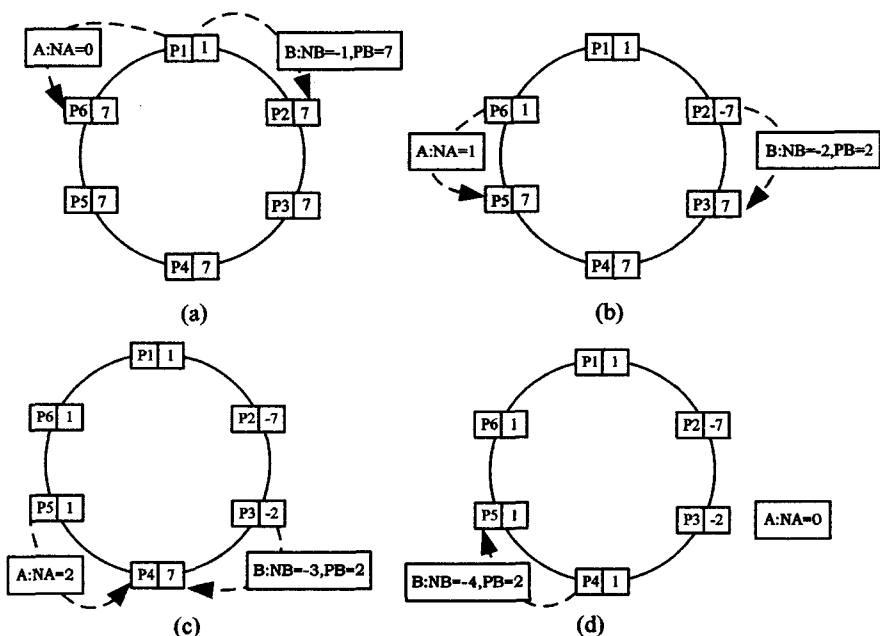 P1 1
A:NA=0
B:NB=-1,PB=7
P6 7
P2 7
P5 7
P3 7
P4 7
(a)
P1 1
P6 1
P2 -7
A:NA=1
B:NB=-2,PB=2
P5 7
P3 7
P4 7
(b)
P1 1
P6 1
P2 -7
P5 1
P3 -2
A:NA=2
P4 7
B:NB=-3,PB=2
(c)
P1 1
P6 1
P2 -7
P5 1
P3 -2
A:NA=0
B:NB=-4,PB=2
P4 1
(d)